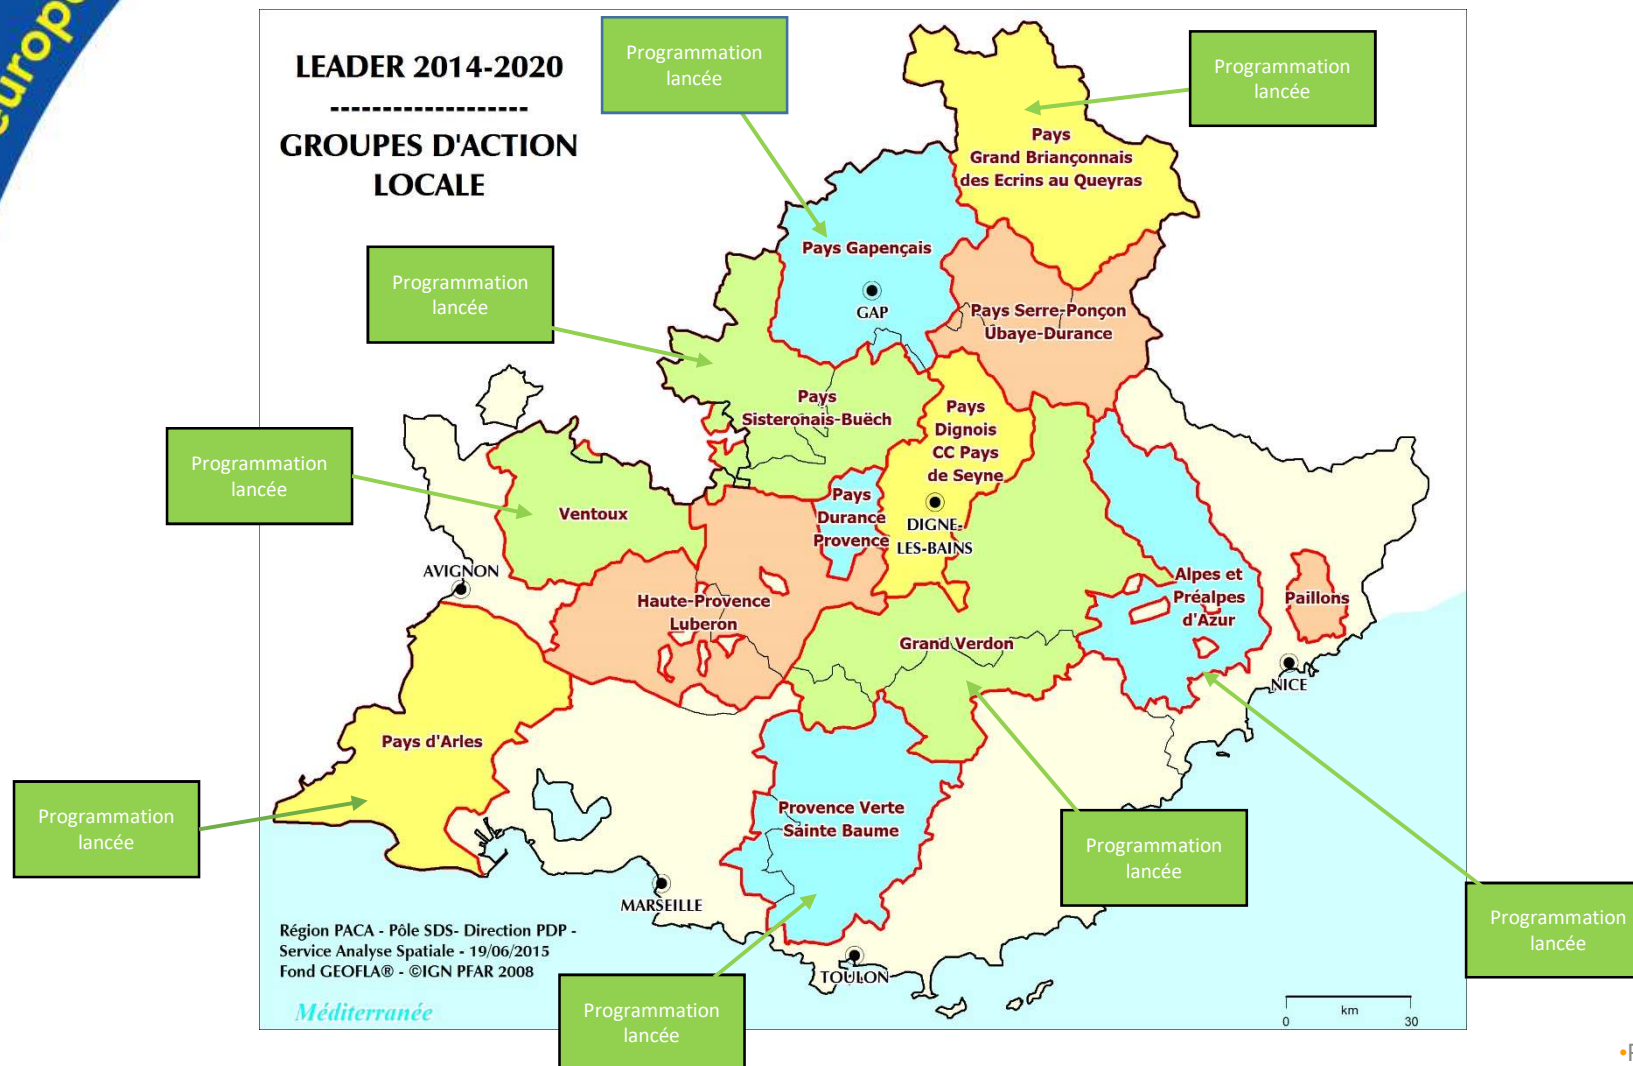 europ
LEADER 2014-2020
-------------------
GROUPES D'ACTION
LOCALE
Programmation
lancée
Programmation
lancée
Pays
Grand Briançonnais
des Ecrins au Queyras
Pays Gapençais
GAP
Programmation
lancée
Pays Serre-Ponçon
Ubaye-Durance
Pays
Sisteronais-Buëch
Pays
Dignois
CC Pays
de Seyne
Programmation
lancée
Ventoux
Pays
Durance
Provence
DIGNE-
LES-BAINS
AVIGNON
Haute-Provence
Luberon
Alpes et
Préalpes
d'Azur
Paillons
Grand Verdon
NICE
Pays d'Arles
Programmation
lancée
Provence Verte
Sainte Baume
Programmation
lancée
MARSEILLE
Programmation
lancée
Région PACA - Pôle SDS- Direction PDP -
Service Analyse Spatiale - 19/06/2015
Fond GEOFLA® - ©IGN PFAR 2008
TOULON
Méditerranée
Programmation
lancée
km
0 30